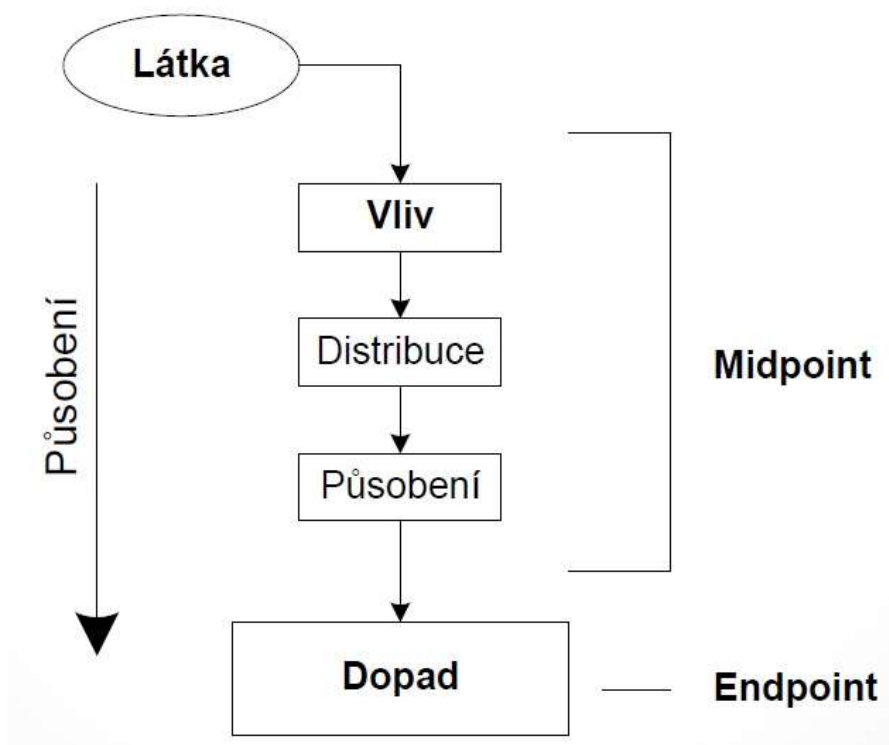 Látka
Vliv
Distribuce
Působení
Působení
Midpoint
Dopad
Endpoint